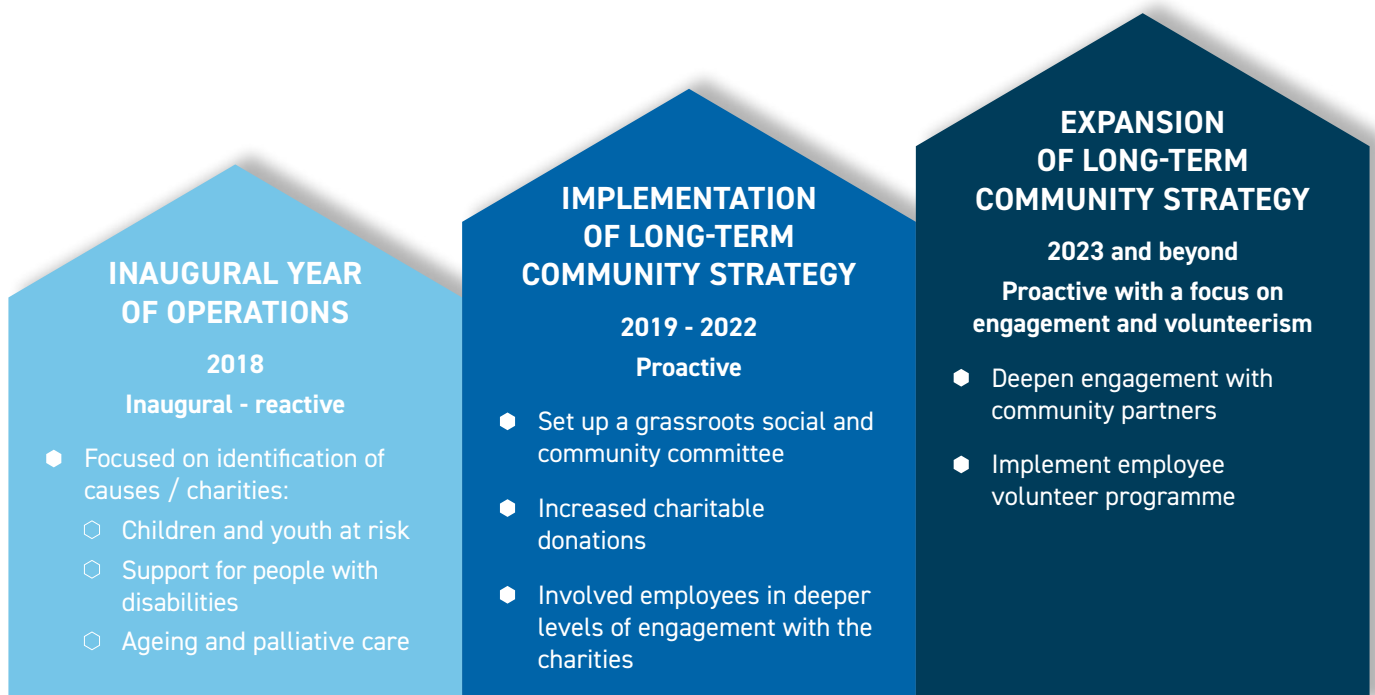 INAUGURAL YEAR
OF OPERATIONS
2018
Inaugural - reactive
Focused on identification of
causes / charities:
Children and youth at risk
Support for people with
disabilities
Ageing and palliative care
IMPLEMENTATION
OF LONG-TERM
COMMUNITY STRATEGY
2019 - 2022
Proactive
Set up a grassroots social and
community committee
Increased charitable
donations
Involved employees in deeper
levels of engagement with the
charities
EXPANSION
OF LONG-TERM
COMMUNITY STRATEGY
2023 and beyond
Proactive with a focus on
engagement and volunteerism
Deepen engagement with
community partners
Implement employee
volunteer programme